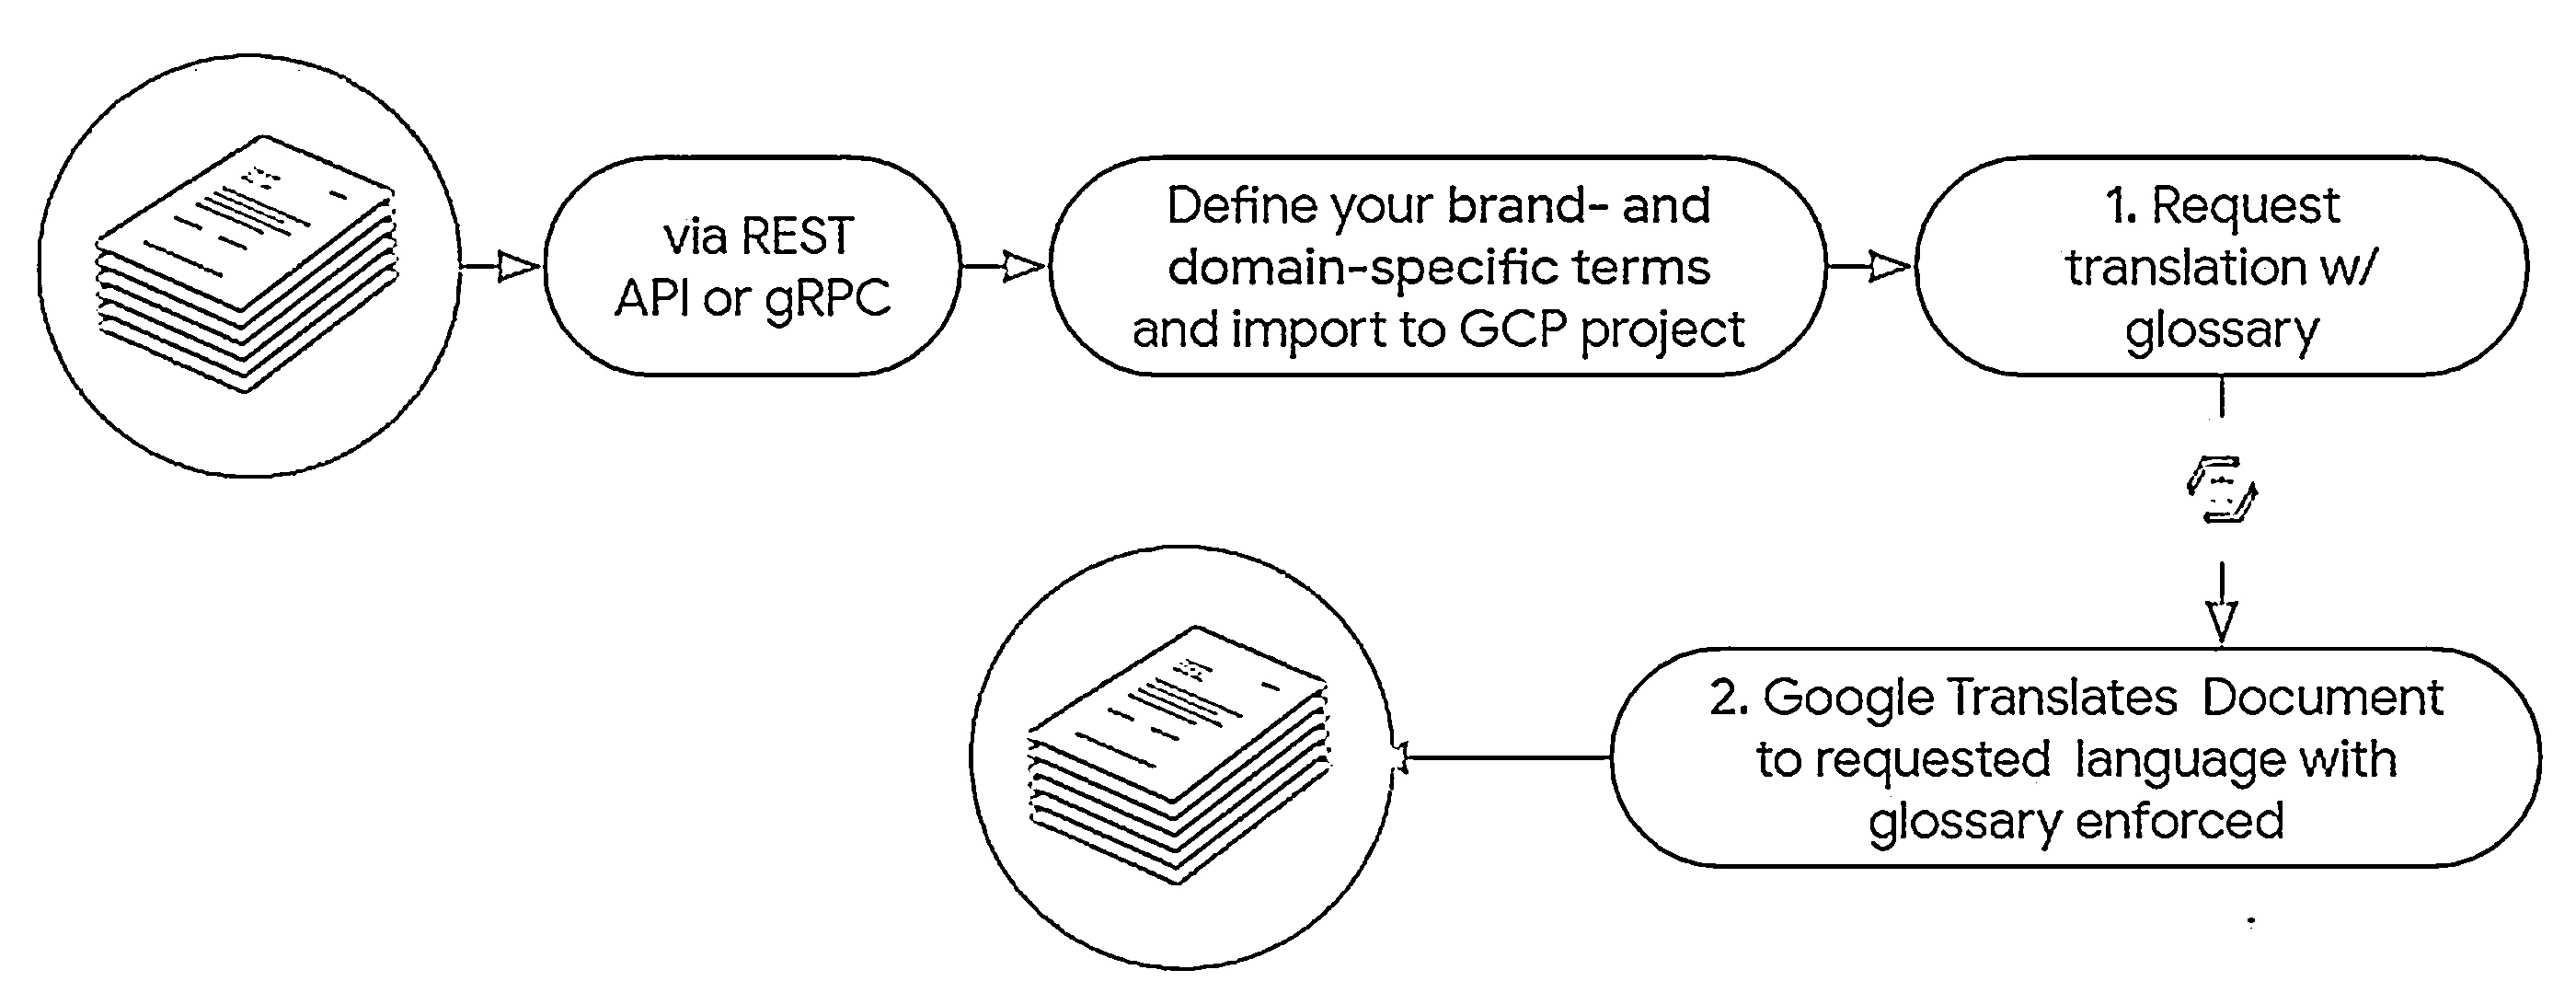 via REST
API or gRPC
Define your brand- and
domain-specific terms
and import to GCP project
1. Request
translation w/
glossary
2. Google Translates  Document
to requested  language with
glossary enforced